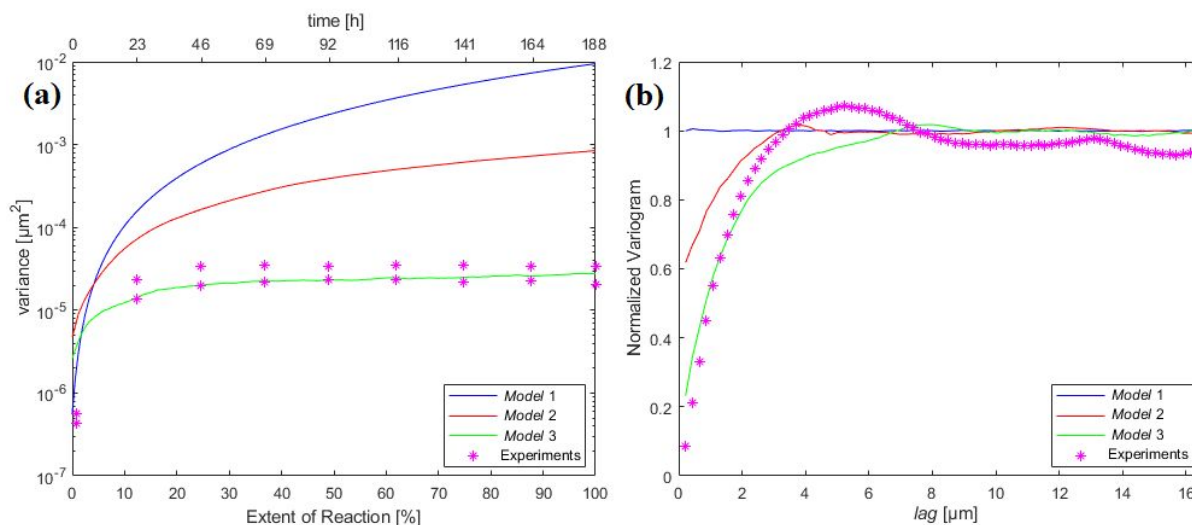 time [h]
0 23 46 69 92 116 141 164 188
(a)
10-2
10-3
10-4
10-5
10-6
10-7
variance [µm2]
0 10 20 30 40 50 60 70 80 90 100
Extent of Reaction [%]
Model 1
Model 2
Model 3
Experiments
(b)
1.2
1
0.8
0.6
0.4
0.2
0
Normalized Variogram
0 2 4 6 8 10 12 14 16
lag [µm]
Model 1
Model 2
Model 3
Experiments